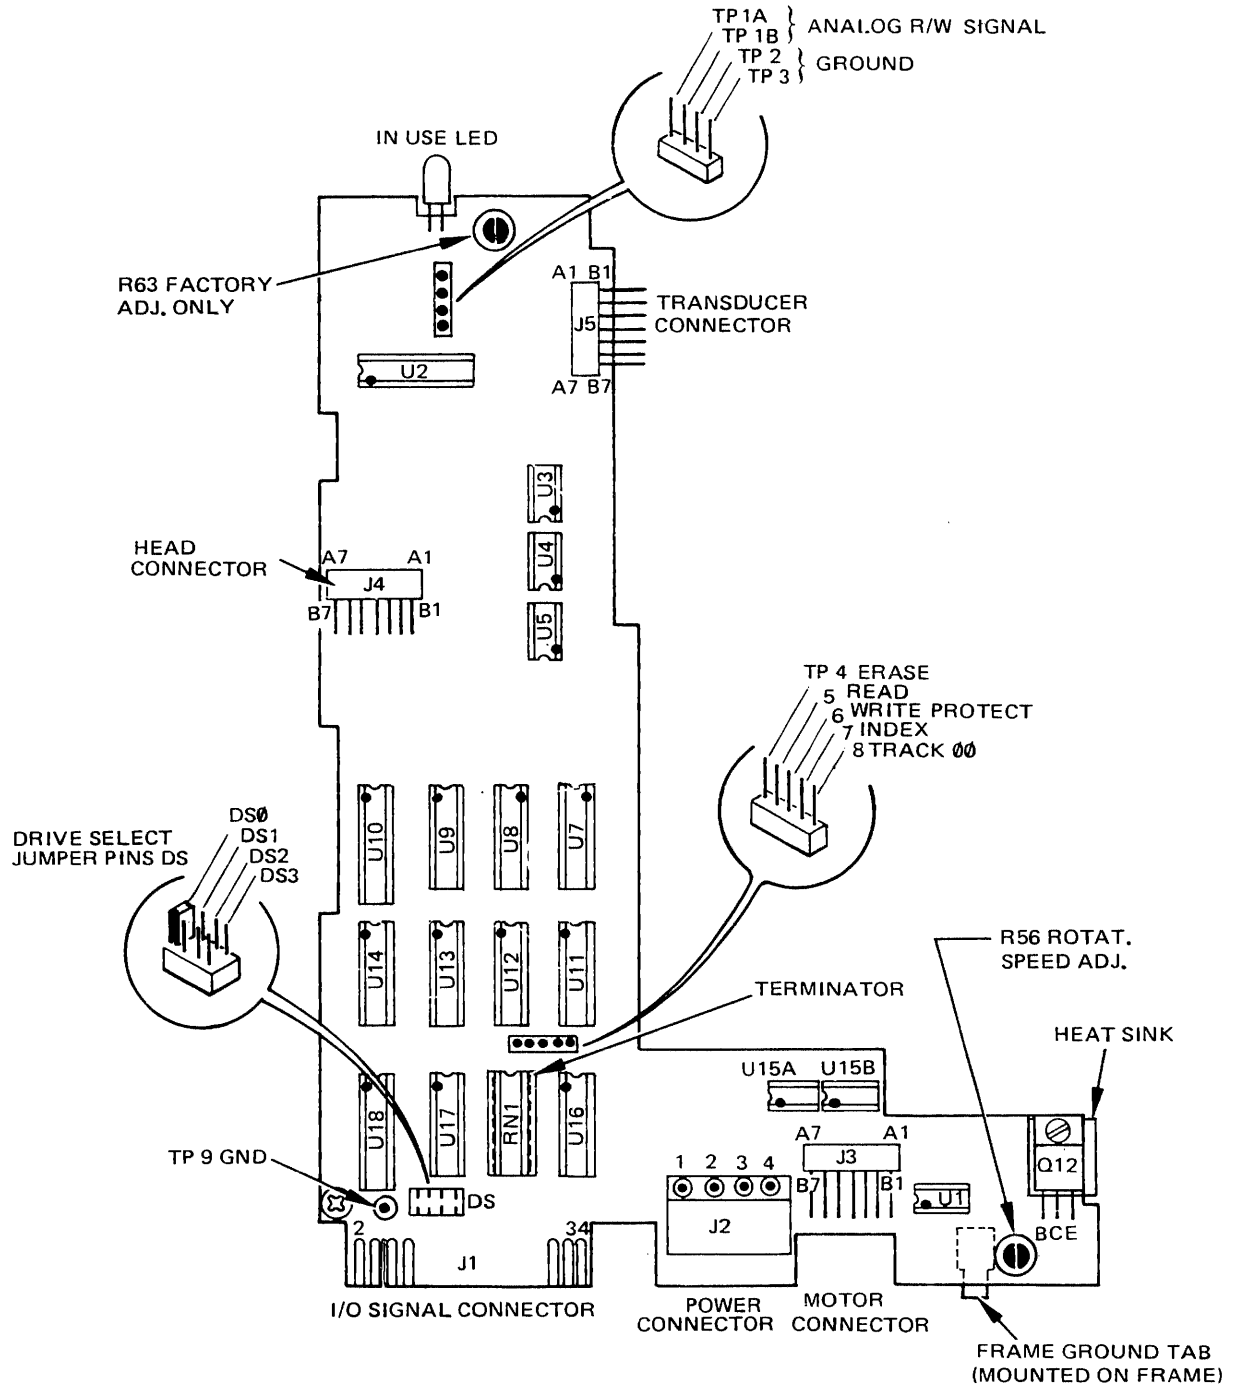 TP 1A
TP 1B
ANALOG R/W SIGNAL
TP 2
TP 3
GROUND
IN USE LED
R63 FACTORY
ADJ. ONLY
A1 B1
J5
A7 B7
TRANSDUCER
CONNECTOR
U2
U3
U4
U5
HEAD
CONNECTOR
A7 A1
J4
B7 B1
TP 4 ERASE
5 READ
6 WRITE PROTECT
7 INDEX
8 TRACK ØØ
U10
U9
U8
U7
DRIVE SELECT
JUMPER PINS DS
DSØ
DS1
DS2
DS3
U14
U13
U12
U11
R56 ROTAT.
SPEED ADJ.
TERMINATOR
HEAT SINK
U15A U15B
U18
U17
RN1
U16
TP 9 GND
DS
A7 A1
J3
B7 B1
1 2 3 4
J2
U1
Q12
BCE
2 34
J1
I/O SIGNAL CONNECTOR
POWER
CONNECTOR
MOTOR
CONNECTOR
FRAME GROUND TAB
(MOUNTED ON FRAME)